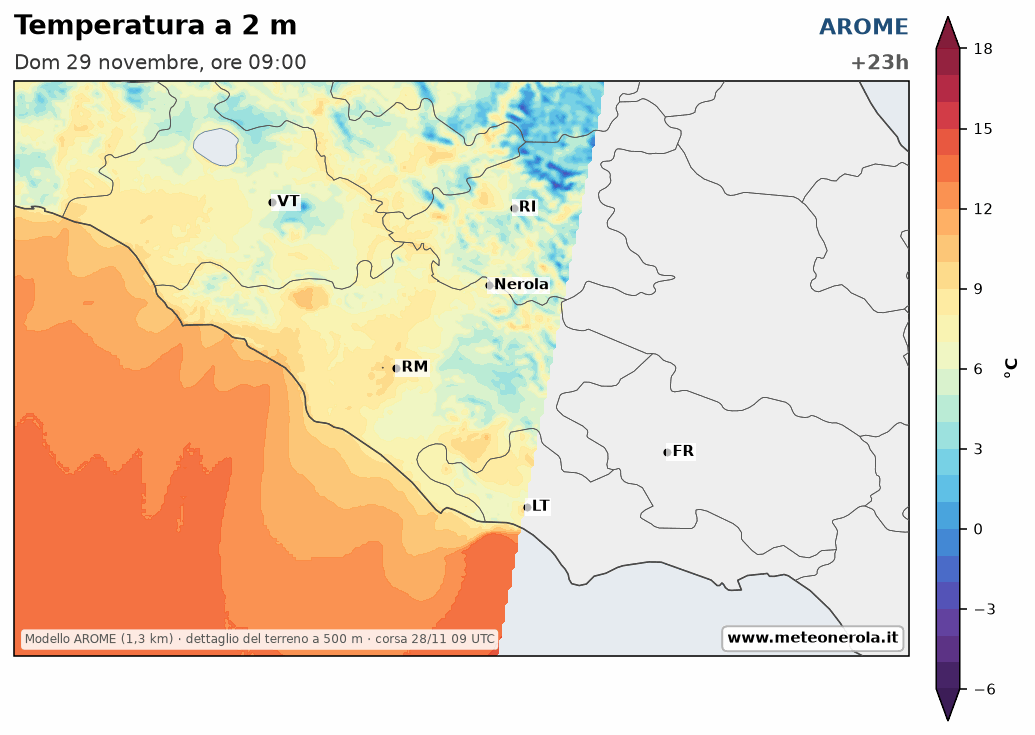 Temperatura a 2 m
AROME
Dom 29 novembre, ore 09:00
+23h
VT
RI
Nerola
RM
FR
LT
Modello AROME (1,3 km) · dettaglio del terreno a 500 m · corsa 28/11 09 UTC
www.meteonerola.it
18
15
12
9
6
3
0
−3
−6
°C